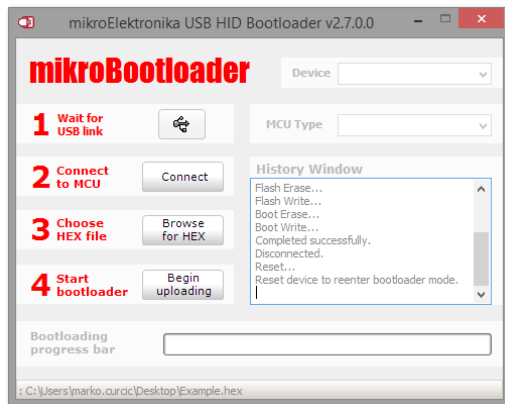 mikroElektronika USB HID Bootloader v2.7.0.0
mikroBootloader
Device
1 Wait for
USB link
MCU Type
2 Connect
to MCU
Connect
3 Choose
HEX file
Browse
for HEX
4 Start
bootloader
Begin
uploading
History Window
Flash Erase...
Flash Write...
Boot Erase...
Boot Write...
Completed successfully.
Disconnected.
Reset...
Reset device to reenter bootloader mode.
Bootloading
progress bar
: C:\Users\marko.curcic\Desktop\Example.hex